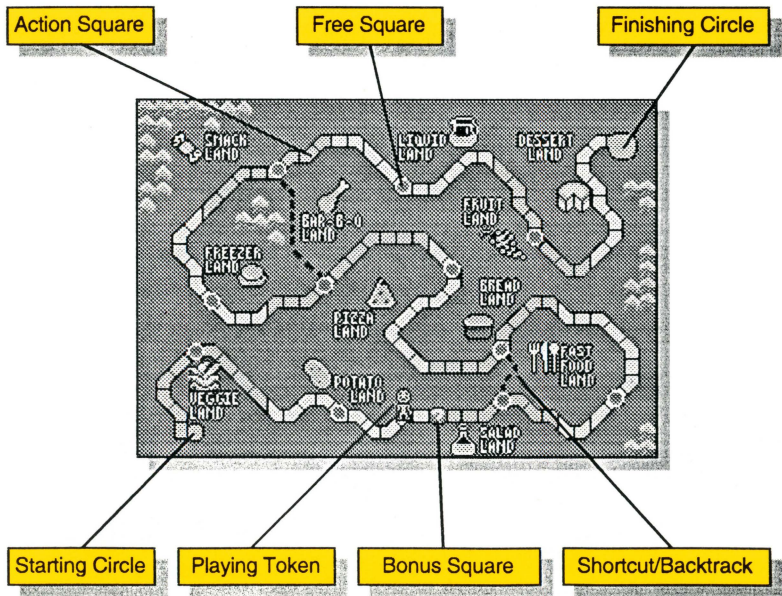 Action Square
Free Square
Finishing Circle
SNACK
LAND
LIQUID
LAND
DESSERT
LAND
BAR-B-Q
LAND
FRUIT
LAND
FREEZER
LAND
BREAD
LAND
PIZZA
LAND
FAST
FOOD
LAND
POTATO
LAND
VEGGIE
LAND
SALAD
LAND
Starting Circle
Playing Token
Bonus Square
Shortcut/Backtrack